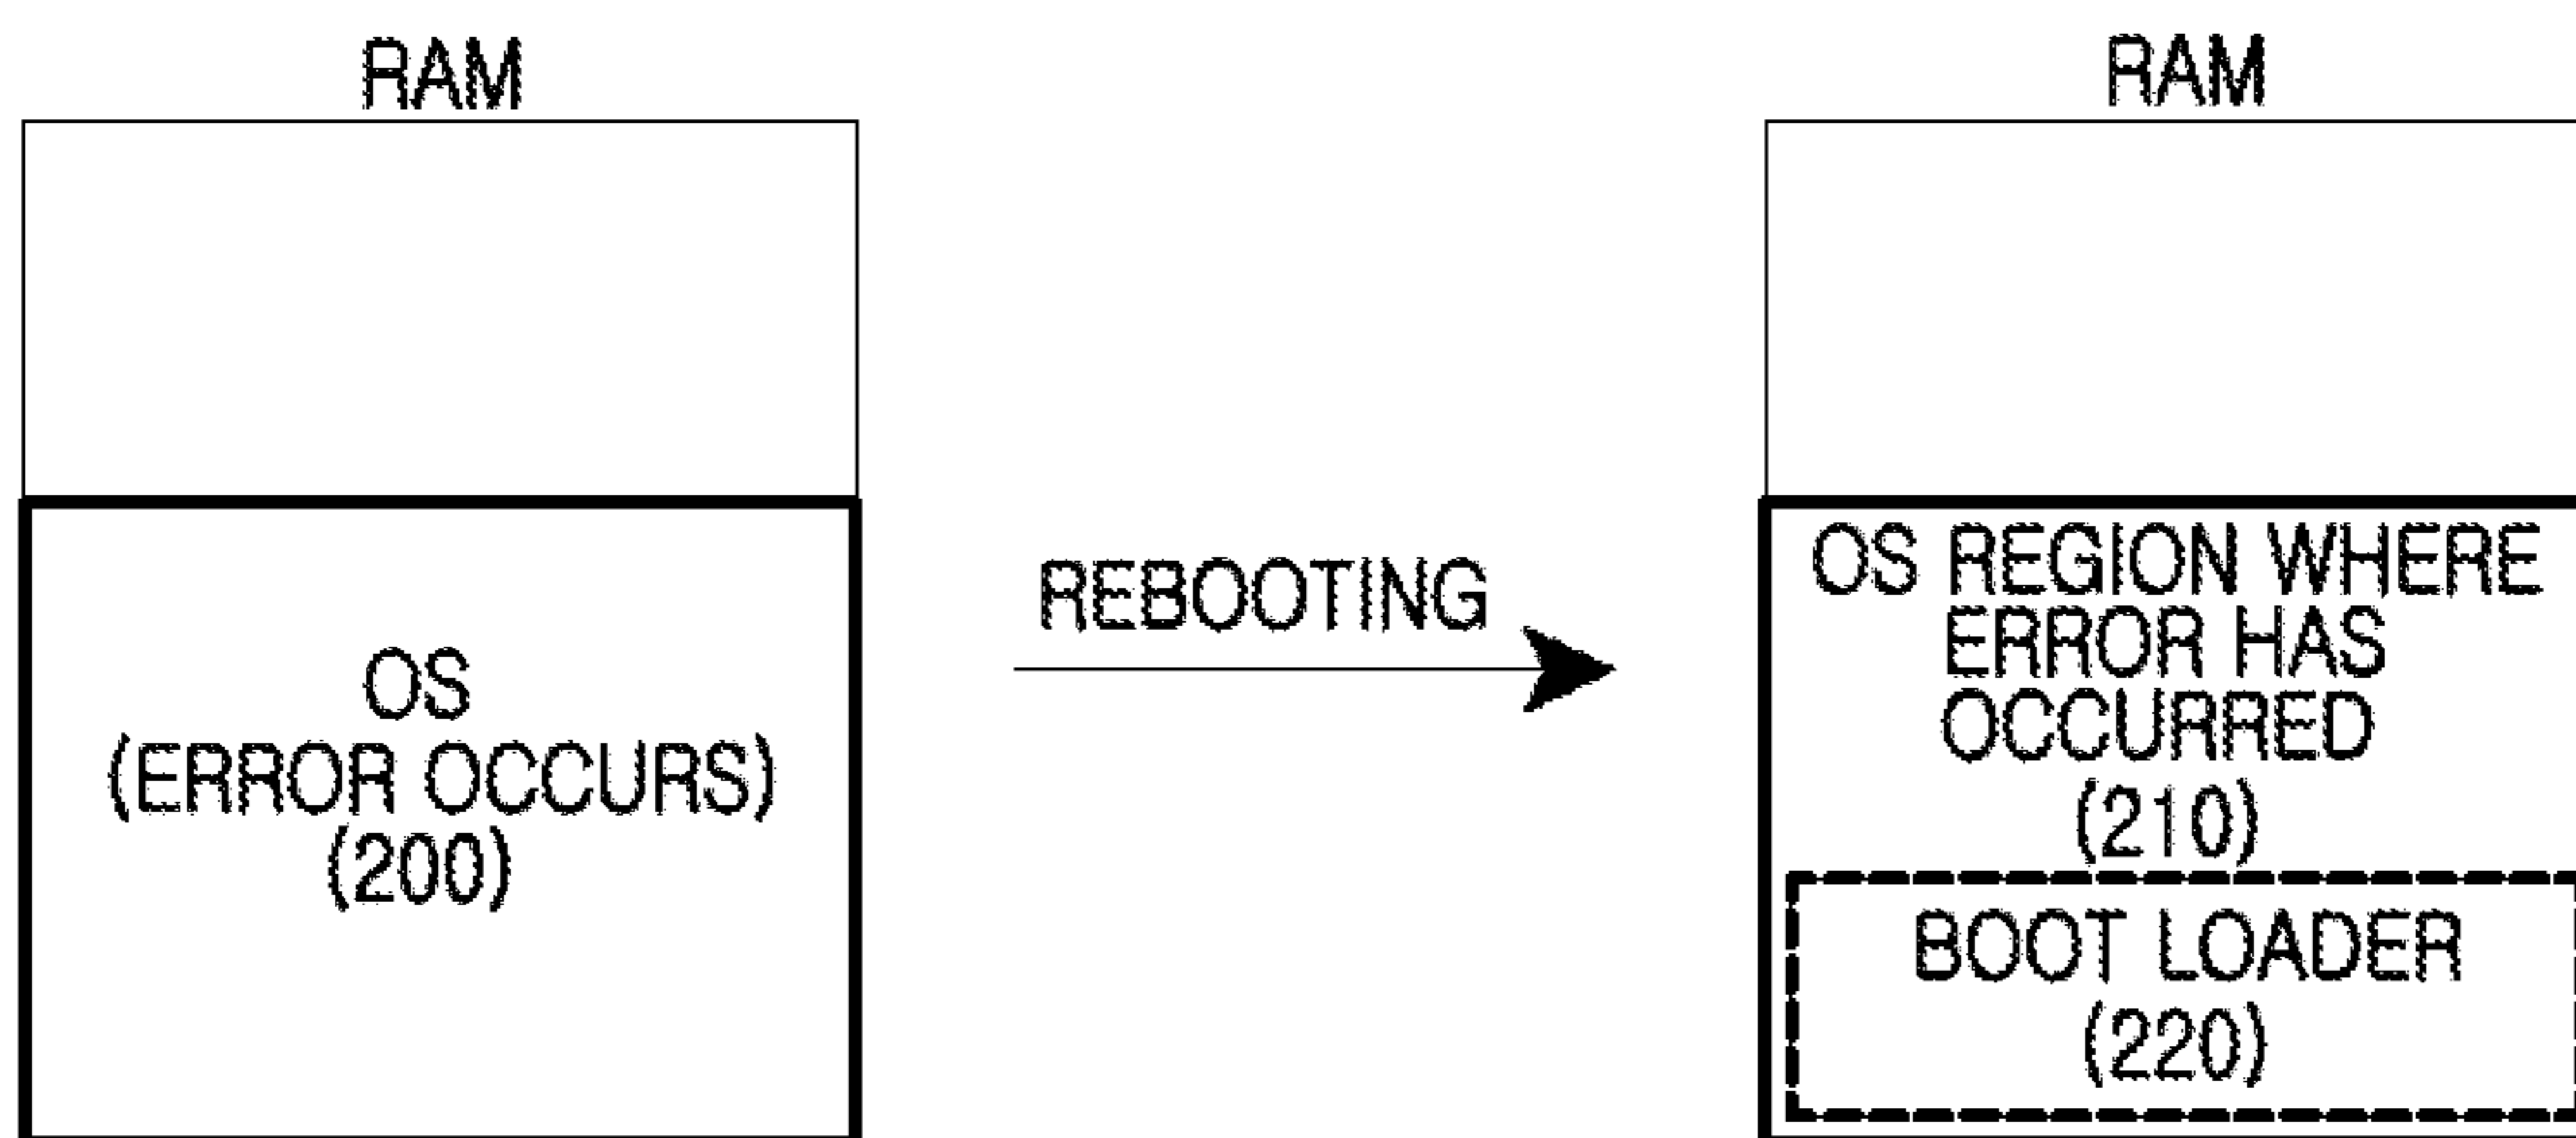 RAM
OS
(ERROR OCCURS)
(200)
REBOOTING
RAM
OS REGION WHERE
ERROR HAS
OCCURRED
(210)
BOOT LOADER
(220)